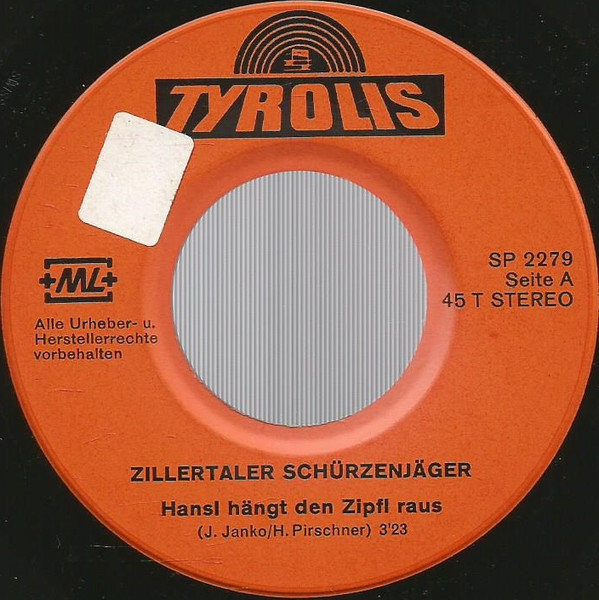 TYROLIS
+ML+
Alle Urheber- u.
Herstellerrechte
vorbehalten
SP 2279
Seite A
45 T STEREO
ZILLERTALER SCHÜRZENJÄGER
Hansl hängt den Zipfl raus
(J. Janko/H. Pirschner) 3'23